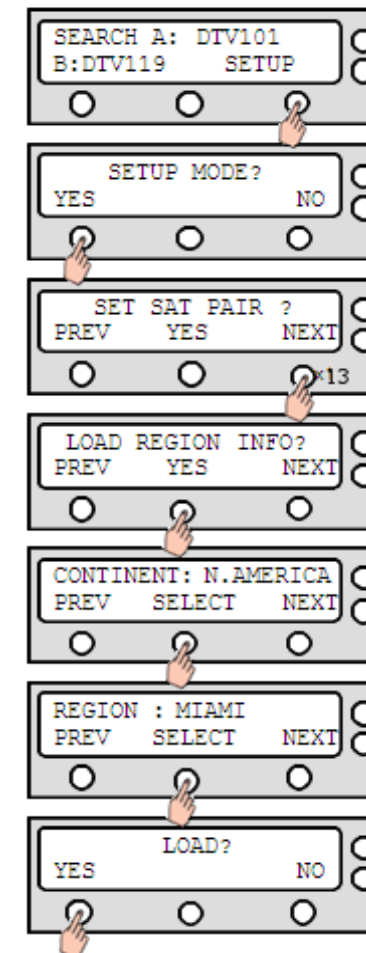 SEARCH A: DTV101
B:DTV119 SETUP
SETUP MODE?
YES NO
SET SAT PAIR ?
PREV YES NEXT
×13
LOAD REGION INFO?
PREV YES NEXT
CONTINENT: N.AMERICA
PREV SELECT NEXT
REGION : MIAMI
PREV SELECT NEXT
LOAD?
YES NO